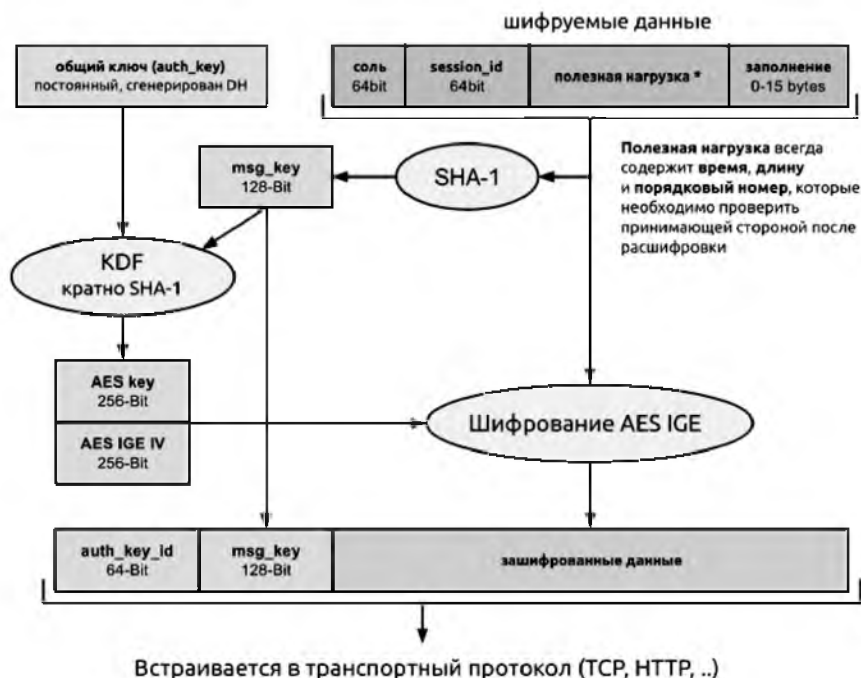 шифруемые данные
общий ключ (auth_key)
постоянный, сгенерирован DH
соль
64bit
session_id
64bit
полезная нагрузка *
заполнение
0-15 bytes
msg_key
128-Bit
SHA-1
Полезная нагрузка всегда
содержит время, длину
и порядковый номер, которые
необходимо проверить
принимающей стороной после
расшифровки
KDF
кратно SHA-1
AES key
256-Bit
AES IGE IV
256-Bit
Шифрование AES IGE
auth_key_id
64-Bit
msg_key
128-Bit
зашифрованные данные
Встраивается в транспортный протокол (TCP, HTTP, ..)